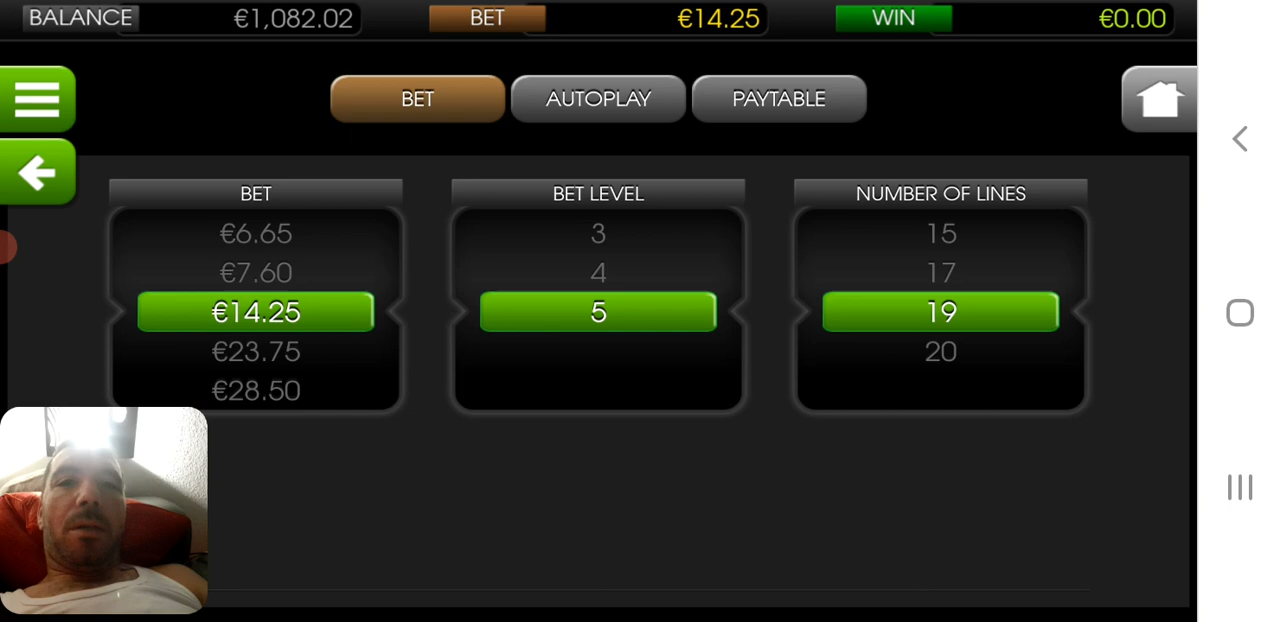 BALANCE €1,082.02 BET €14.25 WIN €0.00
BET AUTOPLAY PAYTABLE
BET BET LEVEL NUMBER OF LINES
€6.65 3 15
€7.60 4 17
€14.25 5 19
€23.75 20
€28.50